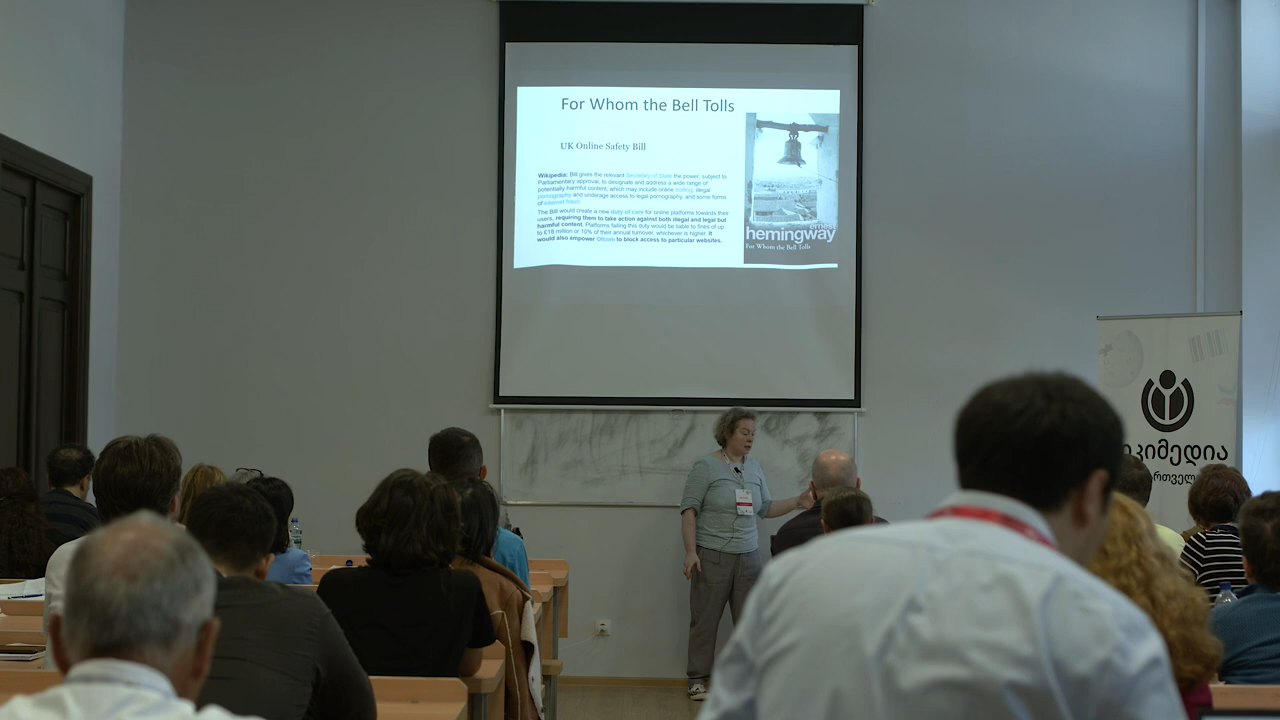 For Whom the Bell Tolls
UK Online Safety Bill
Wikipedia: Bill gives the relevant Secretary of State the power, subject to
Parliamentary approval, to designate and address a wide range of
potentially harmful content, which may include online trolling, illegal
pornography and underage access to legal pornography, and some forms
of internet fraud.
The Bill would create a new duty of care for online platforms towards their
users, requiring them to take action against both illegal and legal but
harmful content. Platforms failing this duty would be liable to fines of up
to £18 million or 10% of their annual turnover, whichever is higher. It
would also empower Ofcom to block access to particular websites.
ernest
hemingway
For Whom the Bell Tolls
იკიმედია
რთველ